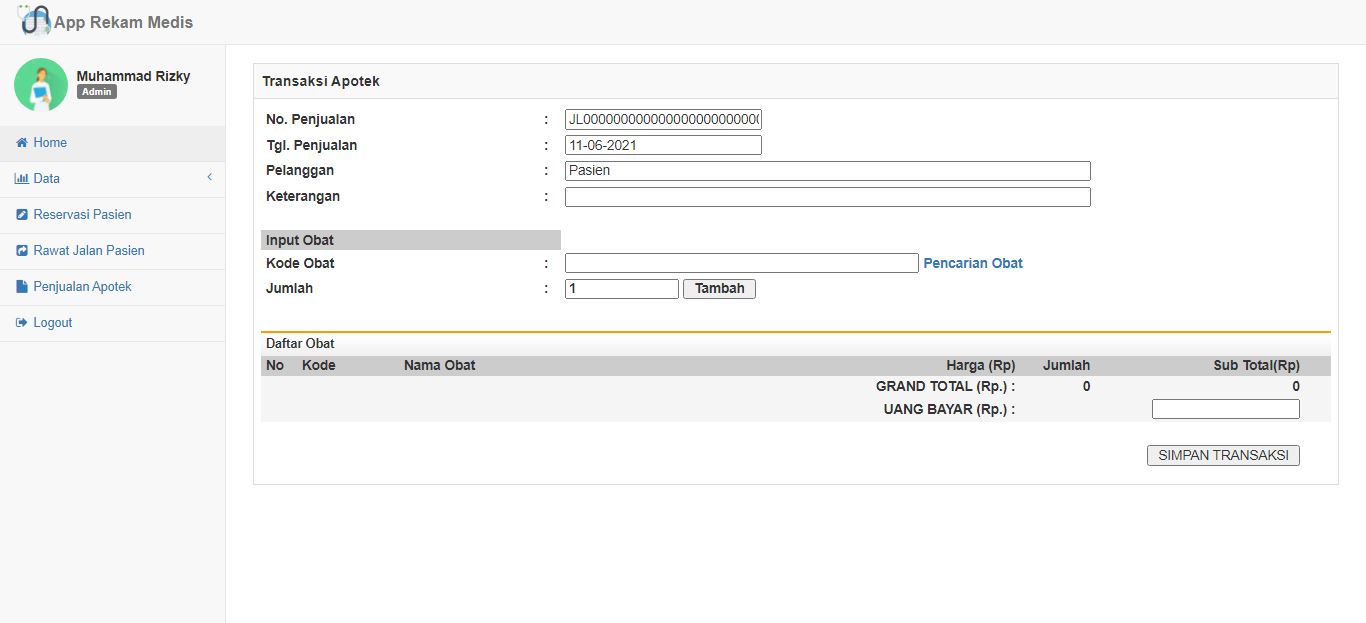 App Rekam Medis
Muhammad Rizky
Admin
Home
Data
Reservasi Pasien
Rawat Jalan Pasien
Penjualan Apotek
Logout
Transaksi Apotek
No. Penjualan : JL00000000000000000000000
Tgl. Penjualan : 11-06-2021
Pelanggan : Pasien
Keterangan :
Input Obat
Kode Obat : Pencarian Obat
Jumlah : 1 Tambah
Daftar Obat
No Kode Nama Obat Harga (Rp) Jumlah Sub Total(Rp)
GRAND TOTAL (Rp.) : 0 0
UANG BAYAR (Rp.) :
SIMPAN TRANSAKSI